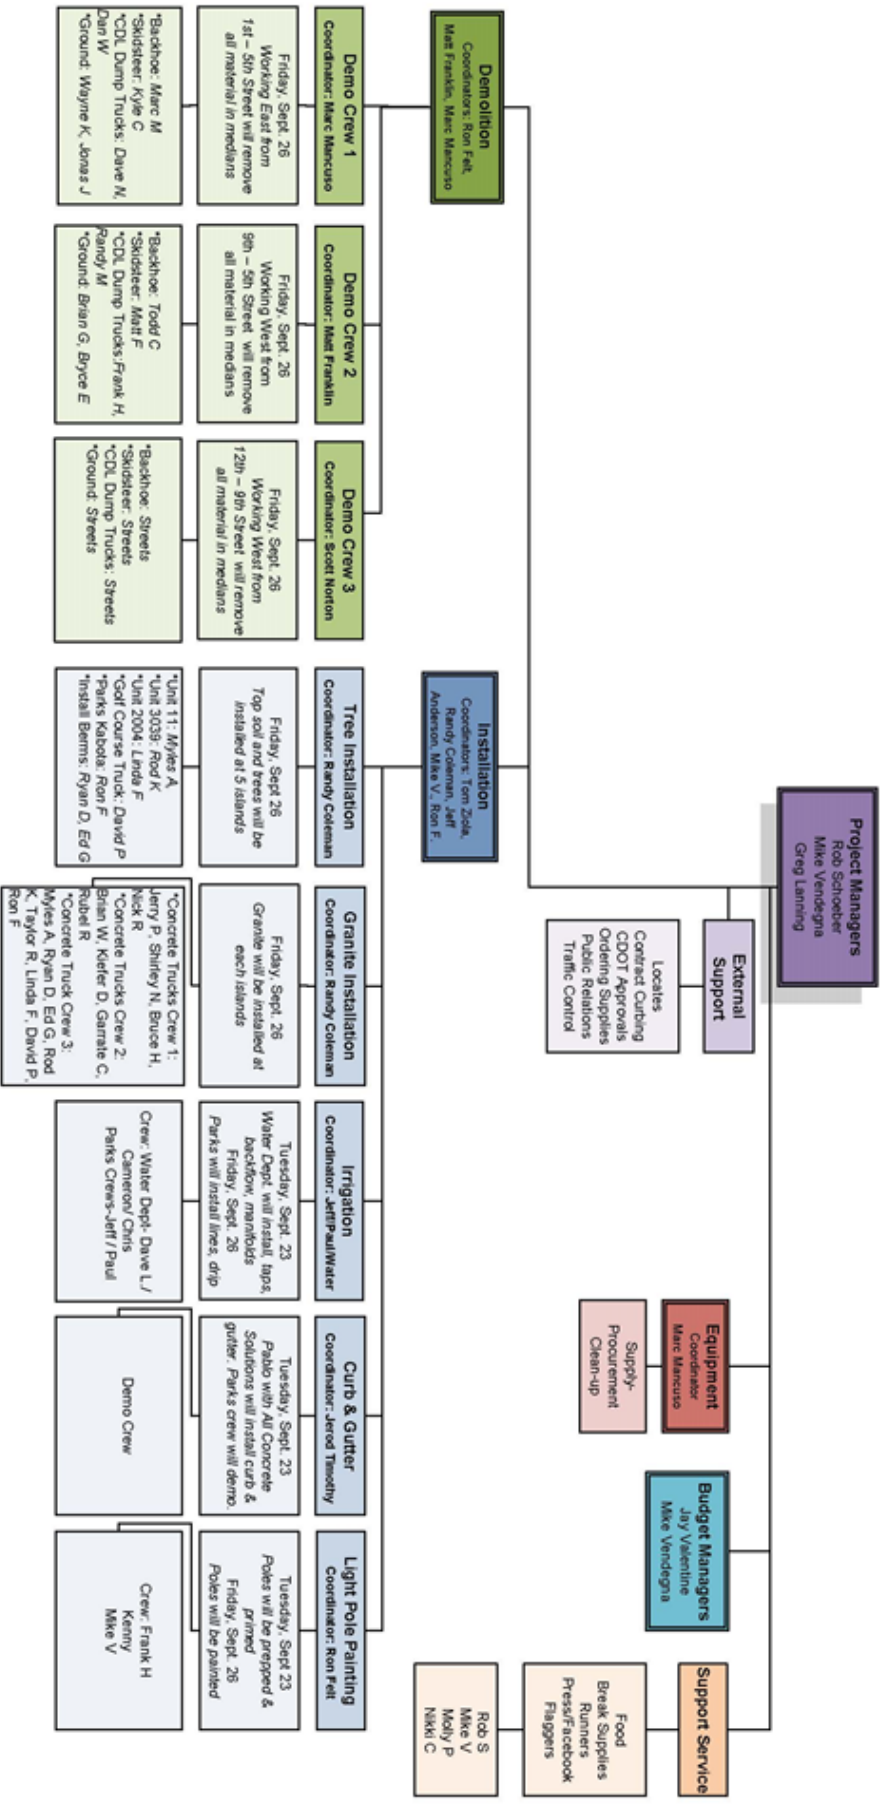 Project Managers
Rob Schoeber
Mike Vendegna
Greg Lanning
External
Support
Locates
Contract Curbing
CDOT Approvals
Ordering Supplies
Public Relations
Traffic Control
Equipment
Coordinator
Marc Mancuso
Supply-
Procurement
Clean-up
Budget Managers
Jay Valentine
Mike Vendegna
Support Service
Food
Break Supplies
Runners
Press/Facebook
Flaggers
Rob S
Mike V
Molly P
Nikki C
Demolition
Coordinators: Ron Felt,
Matt Franklin, Marc Mancuso
Demo Crew 1
Coordinator: Marc Mancuso
Friday, Sept. 26
Working East from
1st – 5th Street will remove
all material in medians
*Backhoe: Marc M
*Skidsteer: Kyle C
*CDL Dump Trucks: Dave N,
Dan W
*Ground: Wayne K, Jonas J
Demo Crew 2
Coordinator: Matt Franklin
Friday, Sept. 26
Working West from
9th – 5th Street will remove
all material in medians
*Backhoe: Todd C
*Skidsteer: Matt F
*CDL Dump Trucks:Frank H,
Randy M
*Ground: Brian G, Bryce E
Demo Crew 3
Coordinator: Scott Norton
Friday, Sept. 26
Working West from
12th – 9th Street will remove
all material in medians
*Backhoe: Streets
*Skidsteer: Streets
*CDL Dump Trucks: Streets
*Ground: Streets
Installation
Coordinators: Tom Ziola,
Randy Coleman, Jeff
Anderson, Mike V., Ron F.
Tree Installation
Coordinator: Randy Coleman
Friday, Sept 26
Top soil and trees will be
installed at 5 islands
*Unit 11: Myles A,
*Unit 3039: Rod K
*Unit 2004: Linda F
*Golf Course Truck: David P
*Parks Kabota: Ron F
*Install Berms: Ryan D, Ed G
Granite Installation
Coordinator: Randy Coleman
Friday, Sept. 26
Granite will be installed at
each islands
*Concrete Trucks Crew 1:
Jerry P, Shirley N, Bruce H,
Nick R
*Concrete Trucks Crew 2:
Brian W, Kiefer D, Garrate C,
Rubel R
*Concrete Truck Crew 3:
Myles A, Ryan D, Ed G, Rod
K, Taylor R, Linda F, David P,
Ron F
Irrigation
Coordinator: Jeff/Paul/Water
Tuesday, Sept. 23
Water Dept. will install, taps,
backflow, manifolds
Friday, Sept. 26
Parks will install lines, drip
Crew: Water Dept- Dave L./
Cameron/ Chris
Parks Crews-Jeff / Paul
Curb & Gutter
Coordinator: Jerod Timothy
Tuesday, Sept. 23
Pablo with All Concrete
Solutions will install curb &
gutter. Parks crew will demo.
Demo Crew
Light Pole Painting
Coordinator: Ron Felt
Tuesday, Sept 23
Poles will be prepped &
primed
Friday, Sept. 26
Poles will be painted
Crew: Frank H
Kenny
Mike V